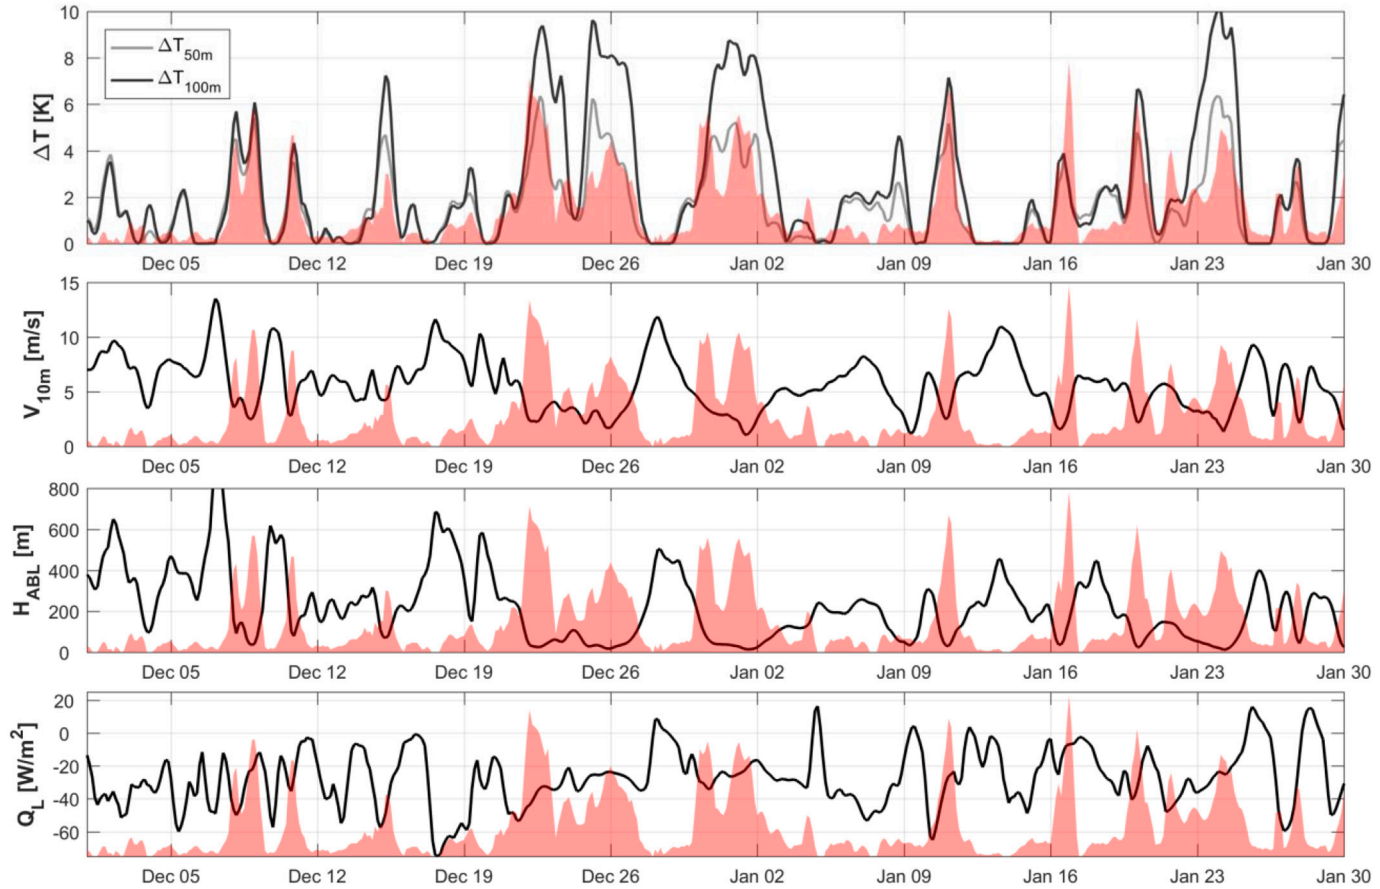 10
8
6
4
2
0
ΔT [K]
ΔT50m
ΔT100m
Dec 05 Dec 12 Dec 19 Dec 26 Jan 02 Jan 09 Jan 16 Jan 23 Jan 30
15
10
5
0
V10m [m/s]
Dec 05 Dec 12 Dec 19 Dec 26 Jan 02 Jan 09 Jan 16 Jan 23 Jan 30
800
600
400
200
0
HABL [m]
Dec 05 Dec 12 Dec 19 Dec 26 Jan 02 Jan 09 Jan 16 Jan 23 Jan 30
20
0
-20
-40
-60
QL [W/m²]
Dec 05 Dec 12 Dec 19 Dec 26 Jan 02 Jan 09 Jan 16 Jan 23 Jan 30